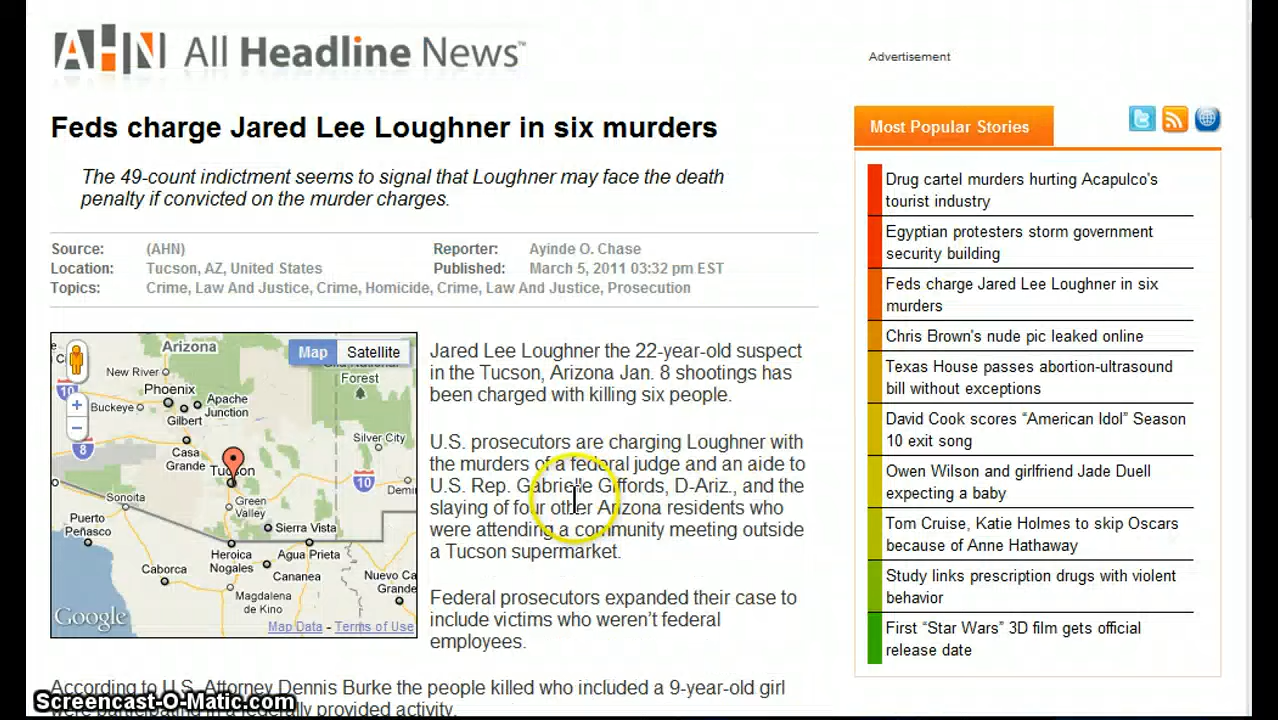 AHN All Headline News™
Advertisement
Feds charge Jared Lee Loughner in six murders
The 49-count indictment seems to signal that Loughner may face the death
penalty if convicted on the murder charges.
Source: (AHN) Reporter: Ayinde O. Chase
Location: Tucson, AZ, United States Published: March 5, 2011 03:32 pm EST
Topics: Crime, Law And Justice, Crime, Homicide, Crime, Law And Justice, Prosecution
Arizona
Map Satellite
Forest
New River
10
Phoenix
Buckeye
Apache
Junction
Gilbert
Silver City
Casa
Grande
8
Tucson
10
Sonoita
Green
Valley
Puerto
Peñasco
Sierra Vista
Heroica
Nogales
Agua Prieta
Caborca
Cananea
Nuevo Ca
Grande
Magdalena
de Kino
Google
Map Data - Terms of Use
Jared Lee Loughner the 22-year-old suspect
in the Tucson, Arizona Jan. 8 shootings has
been charged with killing six people.
U.S. prosecutors are charging Loughner with
the murders of a federal judge and an aide to
U.S. Rep. Gabrielle Giffords, D-Ariz., and the
slaying of four other Arizona residents who
were attending a community meeting outside
a Tucson supermarket.
Federal prosecutors expanded their case to
include victims who weren’t federal
employees.
According to U.S. Attorney Dennis Burke the people killed who included a 9-year-old girl
were participating in a federally provided activity.
Most Popular Stories
Drug cartel murders hurting Acapulco's
tourist industry
Egyptian protesters storm government
security building
Feds charge Jared Lee Loughner in six
murders
Chris Brown's nude pic leaked online
Texas House passes abortion-ultrasound
bill without exceptions
David Cook scores “American Idol” Season
10 exit song
Owen Wilson and girlfriend Jade Duell
expecting a baby
Tom Cruise, Katie Holmes to skip Oscars
because of Anne Hathaway
Study links prescription drugs with violent
behavior
First “Star Wars” 3D film gets official
release date
Screencast-O-Matic.com